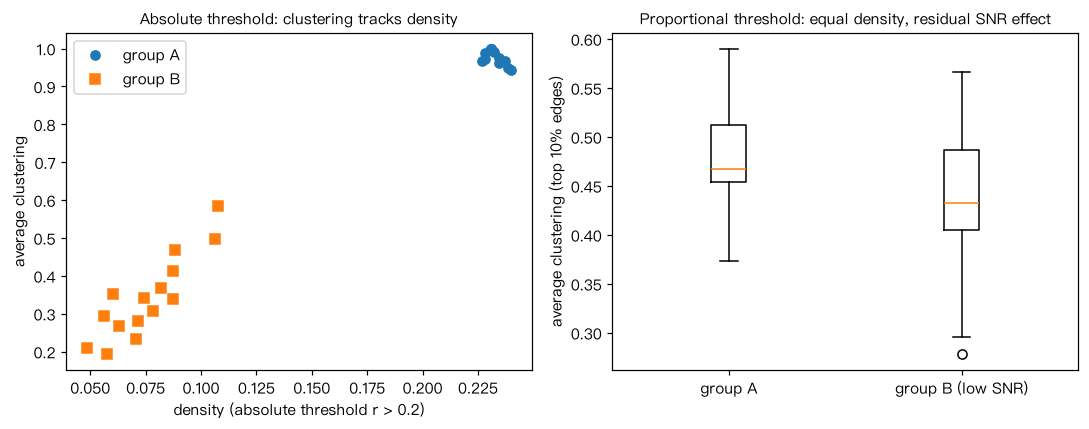 Absolute threshold: clustering tracks density
1.0
0.9
0.8
0.7
0.6
0.5
0.4
0.3
0.2
average clustering
group A
group B
0.050
0.075
0.100
0.125
0.150
0.175
0.200
0.225
density (absolute threshold r > 0.2)
Proportional threshold: equal density, residual SNR effect
0.60
0.55
0.50
0.45
0.40
0.35
0.30
average clustering (top 10% edges)
group A
group B (low SNR)